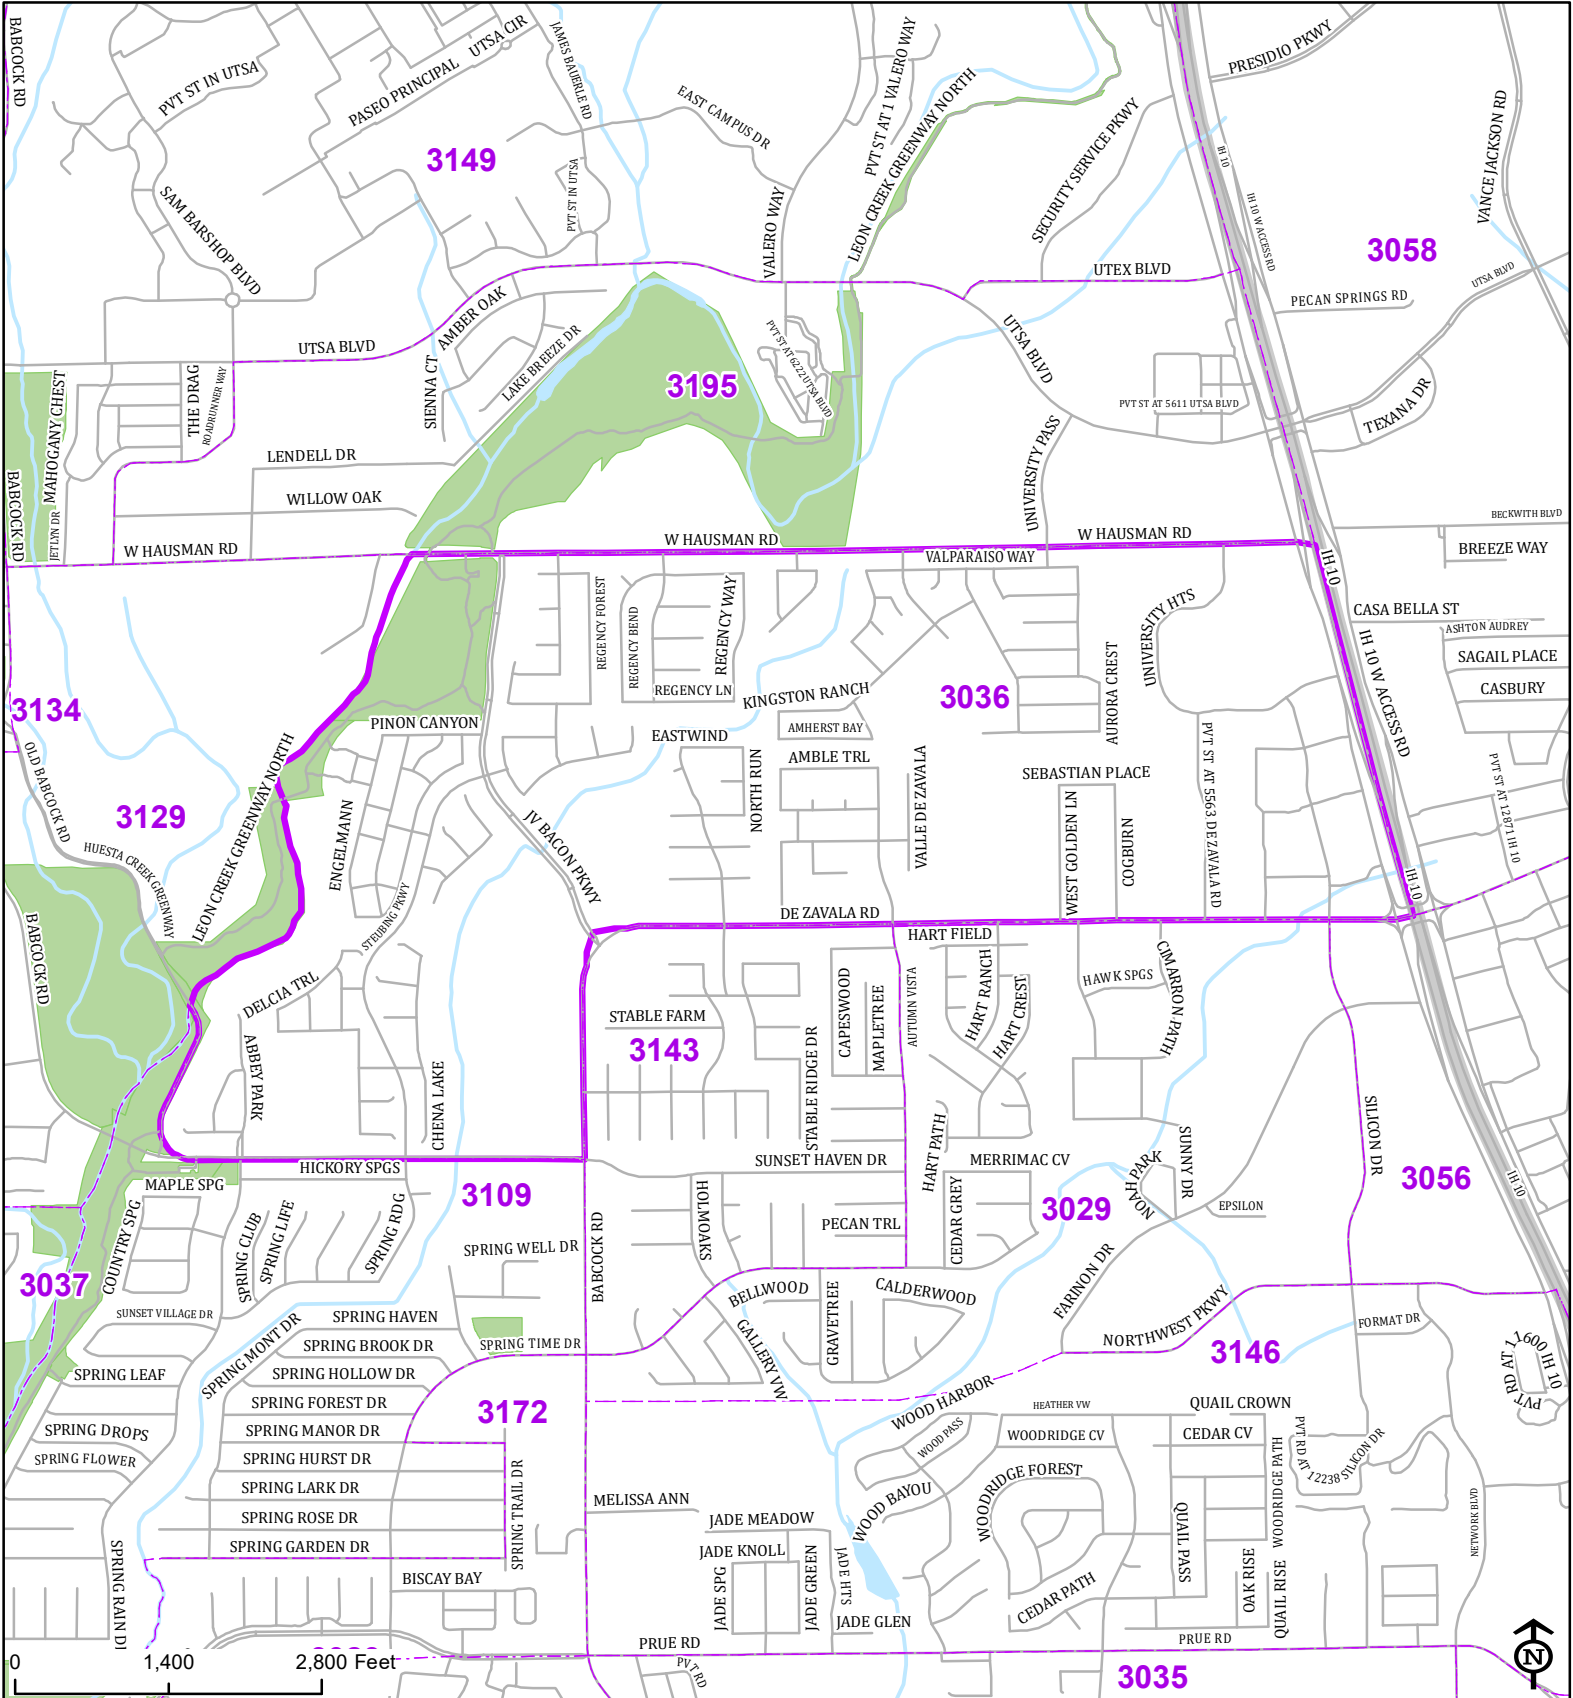 BABCOCK RD
PVT ST IN UTSA
PASEO PRINCIPAL
UTSA CIR
JAMES BAUERLE RD
EAST CAMPUS DR
PVT ST AT 1 VALERO WAY
LEON CREEK GREENWAY NORTH
SECURITY SERVICE PKWY
PRESIDIO PKWY
VANCE JACKSON RD
IH 10
IH 10 W ACCESS RD
3149
PVT ST IN UTSA
SAM BARSHOP BLVD
VALERO WAY
UTEX BLVD
3058
UTSA BLVD
PECAN SPRINGS RD
UTSA BLVD
AMBER OAK
SIENNA CT
LAKE BREEZE DR
3195
PVT ST AT 6222 UTSA BLVD
UTSA BLVD
PVT ST AT 5611 UTSA BLVD
TEXANA DR
MAHOGANY CHEST
THE DRAG
ROADRUNNER WAY
LENDELL DR
WILLOW OAK
UNIVERSITY PASS
BABCOCK RD
JETLYN DR
W HAUSMAN RD
W HAUSMAN RD
W HAUSMAN RD
VALPARAISO WAY
BECKWITH BLVD
BREEZE WAY
IH 10
CASA BELLA ST
ASHTON AUDREY
SAGAIL PLACE
CASBURY
IH 10 W ACCESS RD
REGENCY FOREST
REGENCY BEND
REGENCY WAY
REGENCY LN
KINGSTON RANCH
AMHERST BAY
3036
AURORA CREST
UNIVERSITY HTS
3134
PINON CANYON
EASTWIND
NORTH RUN
AMBLE TRL
VALLE DE ZAVALA
SEBASTIAN PLACE
WEST GOLDEN LN
COGBURN
PVT ST AT 5563 DE ZAVALA RD
PVT ST AT 12871 IH 10
OLD BABCOCK RD
3129
HUESTA CREEK GREENWAY
LEON CREEK GREENWAY NORTH
ENGELMANN
STEUBING PKWY
JV BACON PKWY
IH 10
DE ZAVALA RD
HART FIELD
BABCOCK RD
DELCIA TRL
STABLE FARM
3143
CAPESWOOD
MAPLETREE
AUTUMN VISTA
HART RANCH
HART CREST
HAWK SPGS
CIMARRON PATH
ABBEY PARK
CHENA LAKE
STABLE RIDGE DR
HART PATH
SILICON DR
HICKORY SPGS
MAPLE SPG
3109
SUNSET HAVEN DR
MERRIMAC CV
NOAH PARK
SUNNY DR
3056
IH 10
COUNTRY SPG
SPRING CLUB
SPRING LIFE
SPRING RDG
SPRING WELL DR
BABCOCK RD
HOLMOAKS
PECAN TRL
CEDAR GREY
3029
EPSILON
3037
SUNSET VILLAGE DR
SPRING HAVEN
SPRING MONT DR
SPRING BROOK DR
SPRING TIME DR
BELLWOOD
GRAVETREE
CALDERWOOD
FARINON DR
NORTHWEST PKWY
3146
FORMAT DR
PVT RD AT 11600 IH 10
SPRING LEAF
SPRING HOLLOW DR
GALLERY VW
SPRING FOREST DR
3172
WOOD HARBOR
HEATHER VW
QUAIL CROWN
SPRING DROPS
SPRING MANOR DR
WOOD PASS
WOODRIDGE CV
CEDAR CV
SPRING FLOWER
SPRING HURST DR
WOODRIDGE PATH
PVT RD AT 12238 SILICON DR
SPRING LARK DR
SPRING TRAIL DR
MELISSA ANN
WOOD BAYOU
WOODRIDGE FOREST
SPRING ROSE DR
JADE MEADOW
QUAIL PASS
NETWORK BLVD
SPRING GARDEN DR
JADE KNOLL
SPRING RAIN
BISCAY BAY
JADE SPG
JADE GREEN
JADE HTS
JADE GLEN
CEDAR PATH
OAK RISE
QUAIL RISE
PRUE RD
PRUE RD
PVT RD
3035
0
1,400
2,800 Feet
N